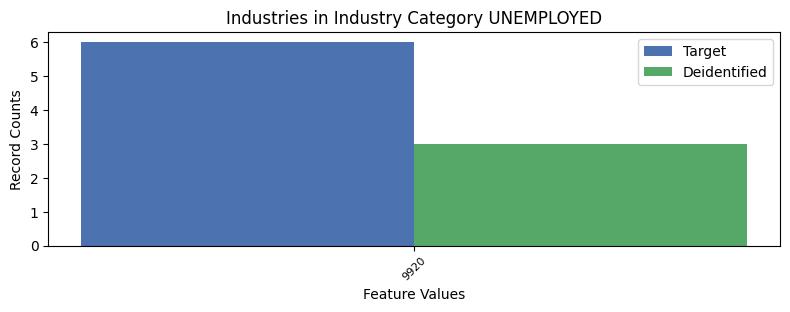 Industries in Industry Category UNEMPLOYED
Target
Deidentified
Record Counts
6
5
4
3
2
1
0
9920
Feature Values